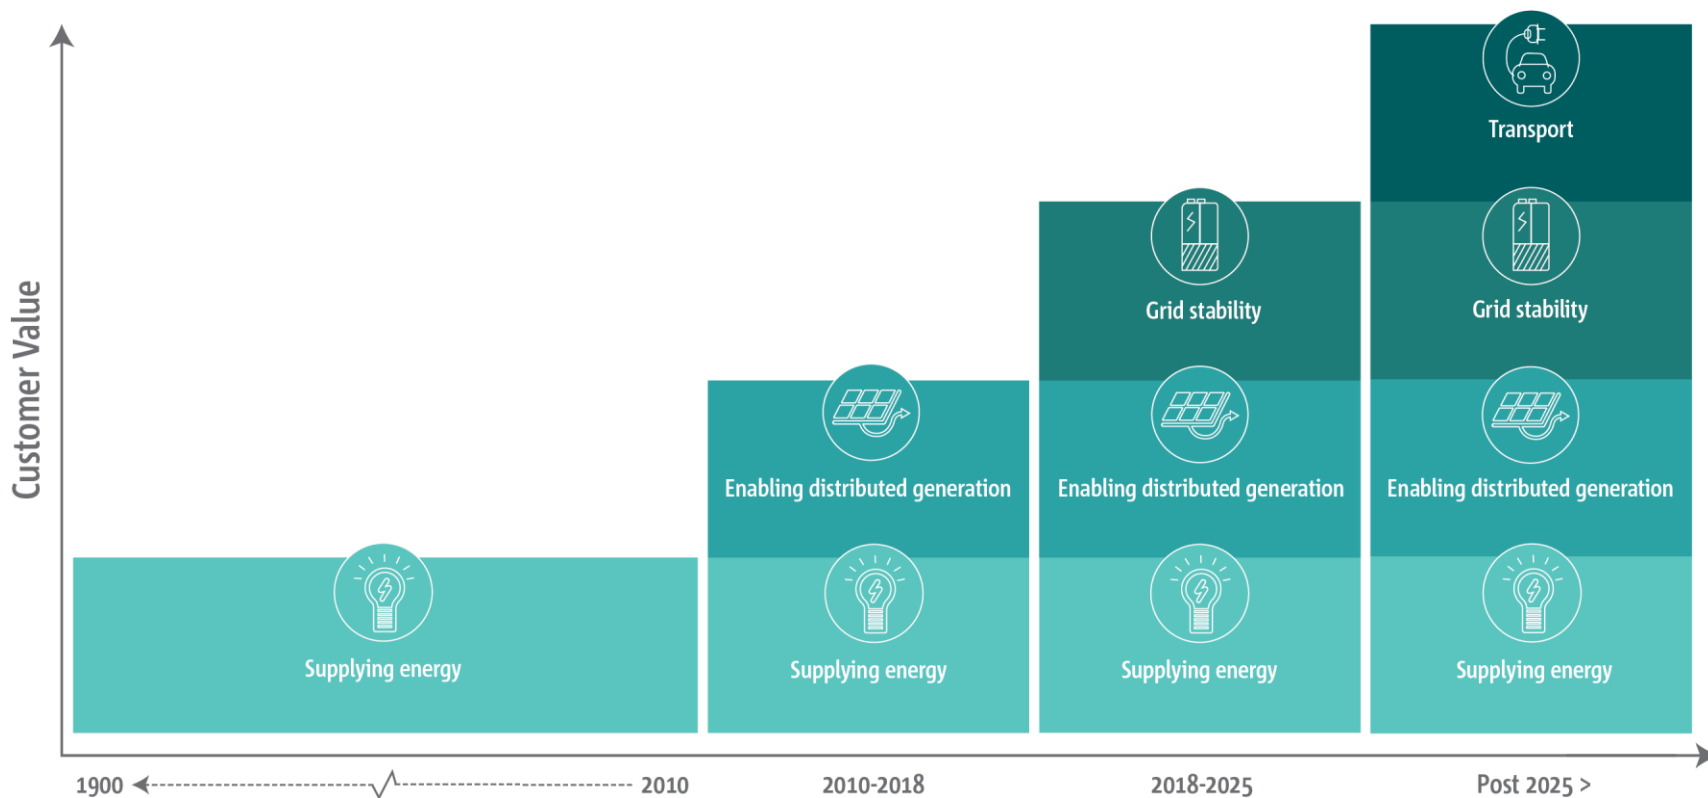 Customer Value
Transport
Grid stability
Grid stability
Enabling distributed generation
Enabling distributed generation
Enabling distributed generation
Supplying energy
Supplying energy
Supplying energy
Supplying energy
1900
2010
2010-2018
2018-2025
Post 2025 >